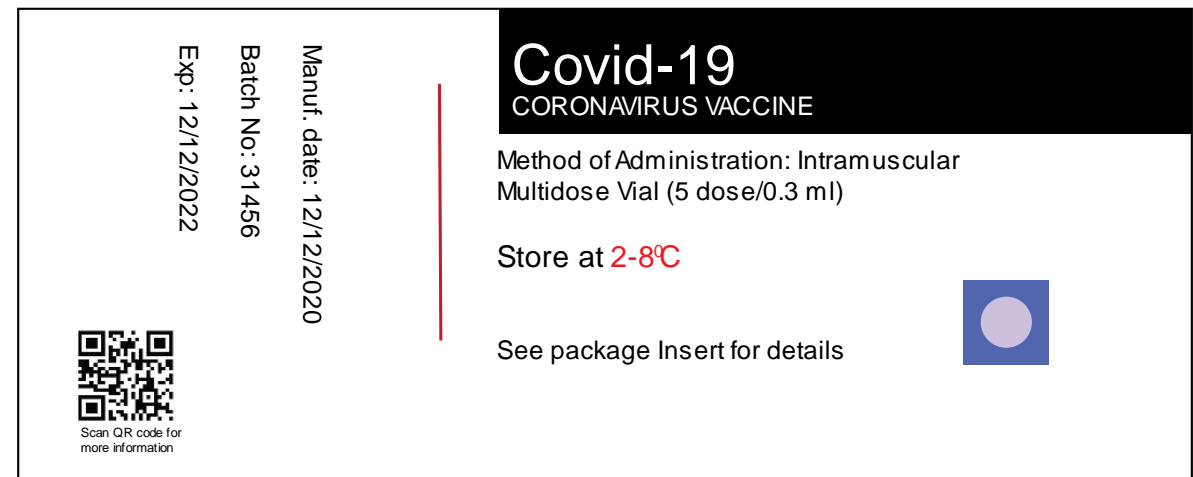 Manuf. date: 12/12/2020
Batch No: 31456
Exp: 12/12/2022
Scan QR code for
more information
Covid-19
CORONAVIRUS VACCINE
Method of Administration: Intramuscular
Multidose Vial (5 dose/0.3 ml)
Store at 2-8⁰C
See package Insert for details